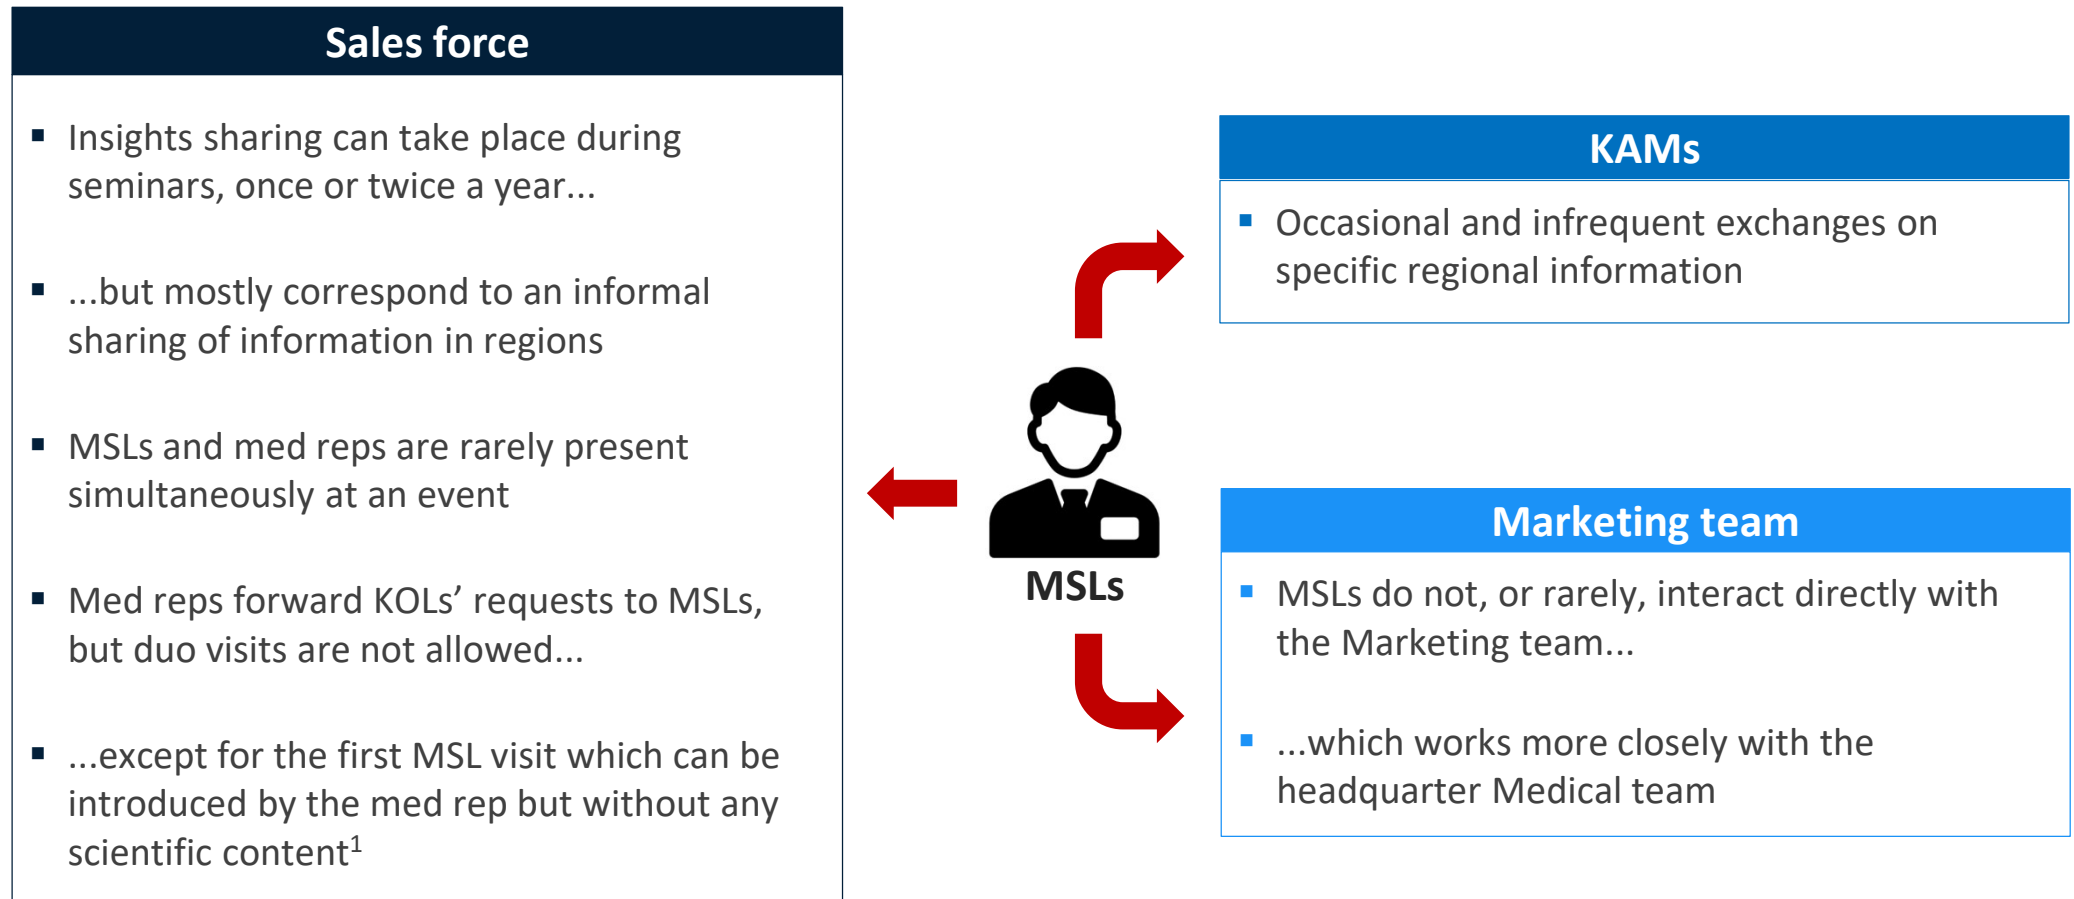 Sales force
▪ Insights sharing can take place during
seminars, once or twice a year...
▪ ...but mostly correspond to an informal
sharing of information in regions
▪ MSLs and med reps are rarely present
simultaneously at an event
▪ Med reps forward KOLs’ requests to MSLs,
but duo visits are not allowed...
▪ ...except for the first MSL visit which can be
introduced by the med rep but without any
scientific content¹
MSLs
KAMs
▪ Occasional and infrequent exchanges on
specific regional information
Marketing team
▪ MSLs do not, or rarely, interact directly with
the Marketing team...
▪ ...which works more closely with the
headquarter Medical team